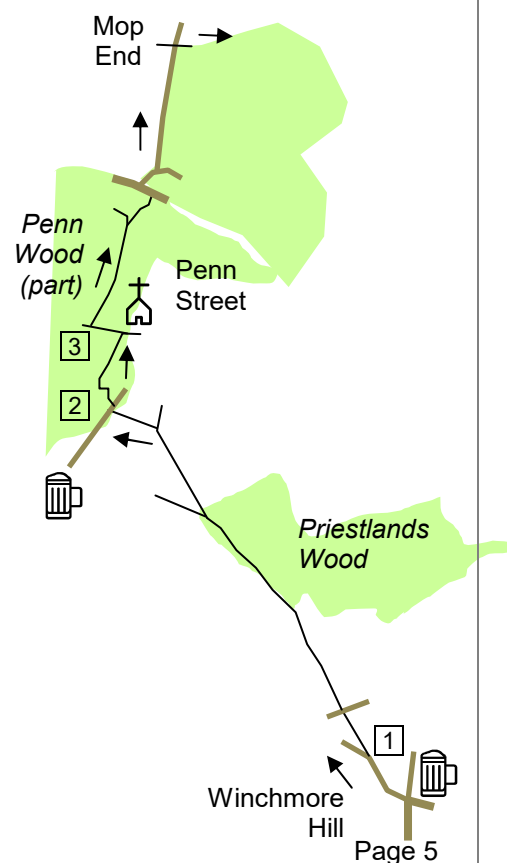 Mop
End
Penn
Wood
(part)
Penn
Street
3
2
Priestlands
Wood
1
Winchmore
Hill
Page 5